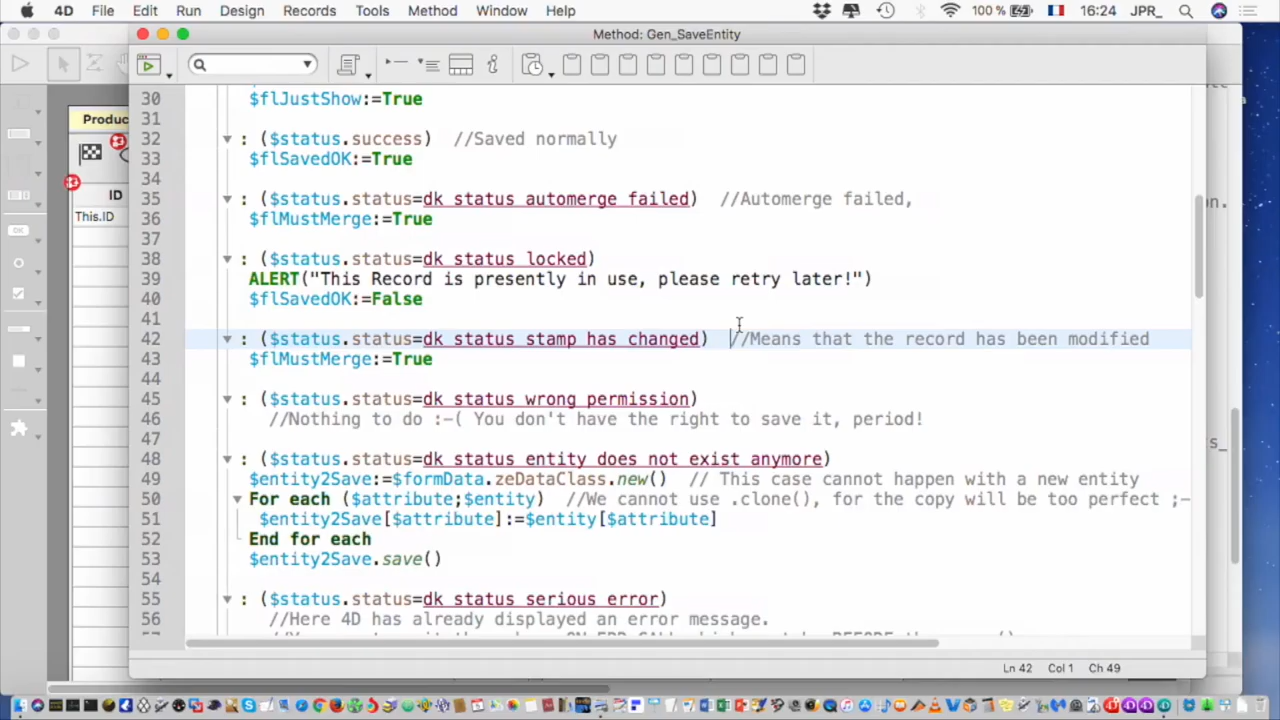 4D File Edit Run Design Records Tools Method Window Help 100 % 16:24 JPR_
Method: Gen_SaveEntity
30 $flJustShow:=True
31
32 : ($status.success) //Saved normally
33 $flSavedOK:=True
34
35 : ($status.status=dk status automerge failed) //Automerge failed,
36 $flMustMerge:=True
37
38 : ($status.status=dk status locked)
39 ALERT("This Record is presently in use, please retry later!")
40 $flSavedOK:=False
41
42 : ($status.status=dk status stamp has changed) //Means that the record has been modified
43 $flMustMerge:=True
44
45 : ($status.status=dk status wrong permission)
46 //Nothing to do :-( You don't have the right to save it, period!
47
48 : ($status.status=dk status entity does not exist anymore)
49 $entity2Save:=$formData.zeDataClass.new() // This case cannot happen with a new entity
50 For each ($attribute;$entity) //We cannot use .clone(), for the copy will be too perfect ;-
51 $entity2Save[$attribute]:=$entity[$attribute]
52 End for each
53 $entity2Save.save()
54
55 : ($status.status=dk status serious error)
56 //Here 4D has already displayed an error message.
Produc
ID
This.ID
OK
on.
s_
Ln 42 Col 1 Ch 49